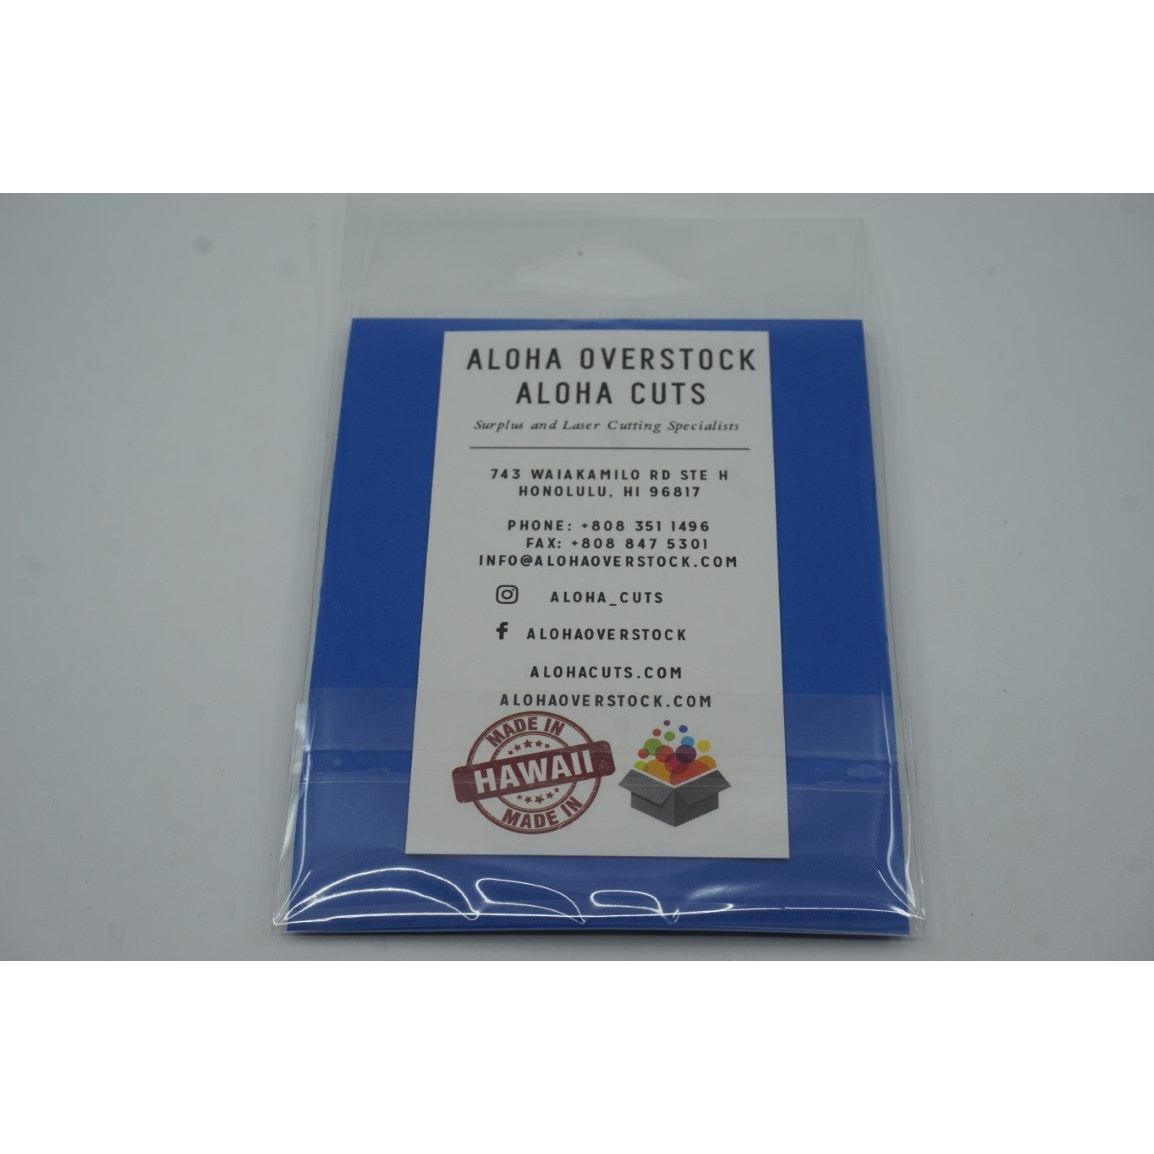 ALOHA OVERSTOCK
ALOHA CUTS
Surplus and Laser Cutting Specialists
743 WAIAKAMILO RD STE H
HONOLULU, HI 96817
PHONE: +808 351 1496
FAX: +808 847 5301
INFO@ALOHAOVERSTOCK.COM
ALOHA_CUTS
ALOHAOVERSTOCK
ALOHACUTS.COM
ALOHAOVERSTOCK.COM
MADE IN
HAWAII
MADE IN